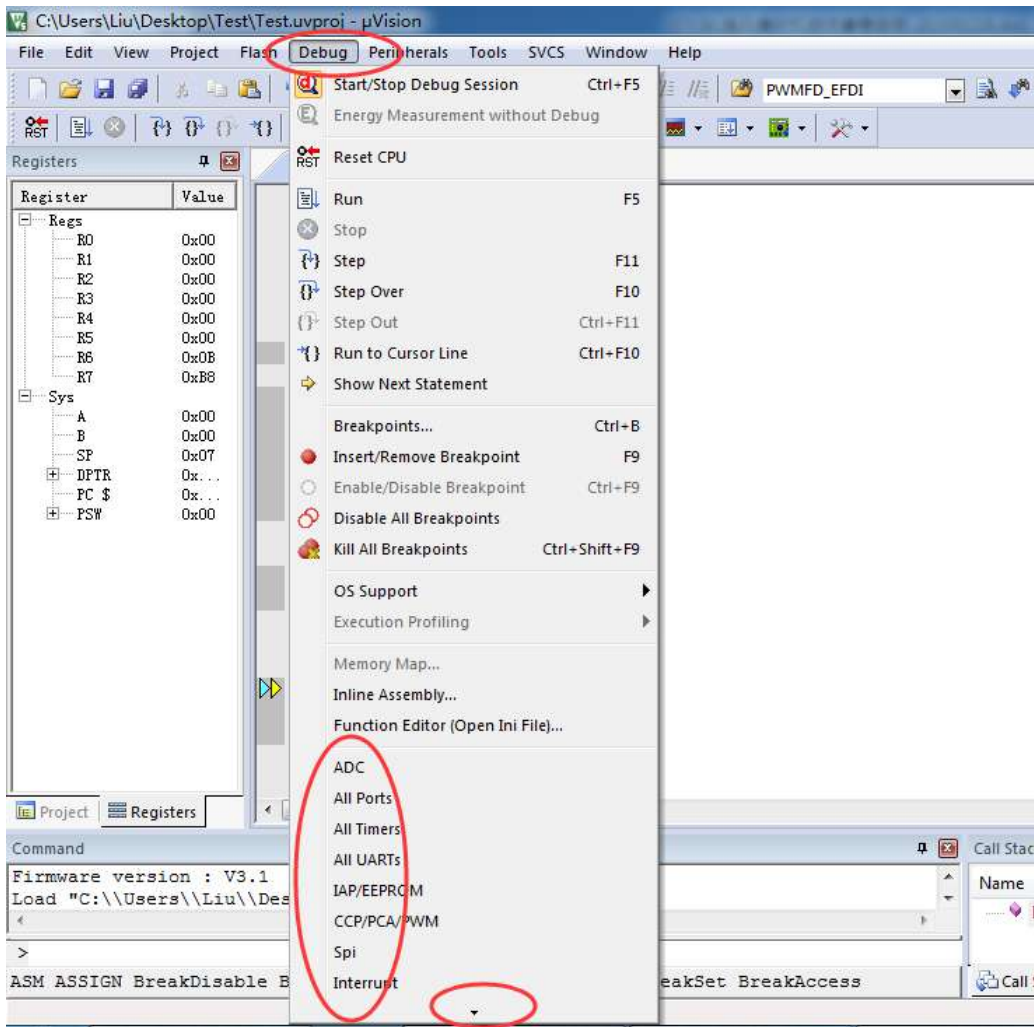 C:\Users\Liu\Desktop\Test\Test.uvproj - µVision
File Edit View Project Flash Debug Peripherals Tools SVCS Window Help
PWMFD_EFDI
RST
Registers
Register Value
Regs
R0 0x00
R1 0x00
R2 0x00
R3 0x00
R4 0x00
R5 0x00
R6 0x0B
R7 0xB8
Sys
A 0x00
B 0x00
SP 0x07
DPTR 0x...
PC $ 0x...
PSW 0x00
Project Registers
Start/Stop Debug Session Ctrl+F5
Energy Measurement without Debug
RST Reset CPU
Run F5
Stop
Step F11
Step Over F10
Step Out Ctrl+F11
Run to Cursor Line Ctrl+F10
Show Next Statement
Breakpoints... Ctrl+B
Insert/Remove Breakpoint F9
Enable/Disable Breakpoint Ctrl+F9
Disable All Breakpoints
Kill All Breakpoints Ctrl+Shift+F9
OS Support
Execution Profiling
Memory Map...
Inline Assembly...
Function Editor (Open Ini File)...
ADC
All Ports
All Timers
All UARTs
IAP/EEPROM
CCP/PCA/PWM
Spi
Interrupt
Command
Firmware version : V3.1
Load "C:\\Users\\Liu\\Des
>
ASM ASSIGN BreakDisable B
eakSet BreakAccess
Call Stac
Name
Call